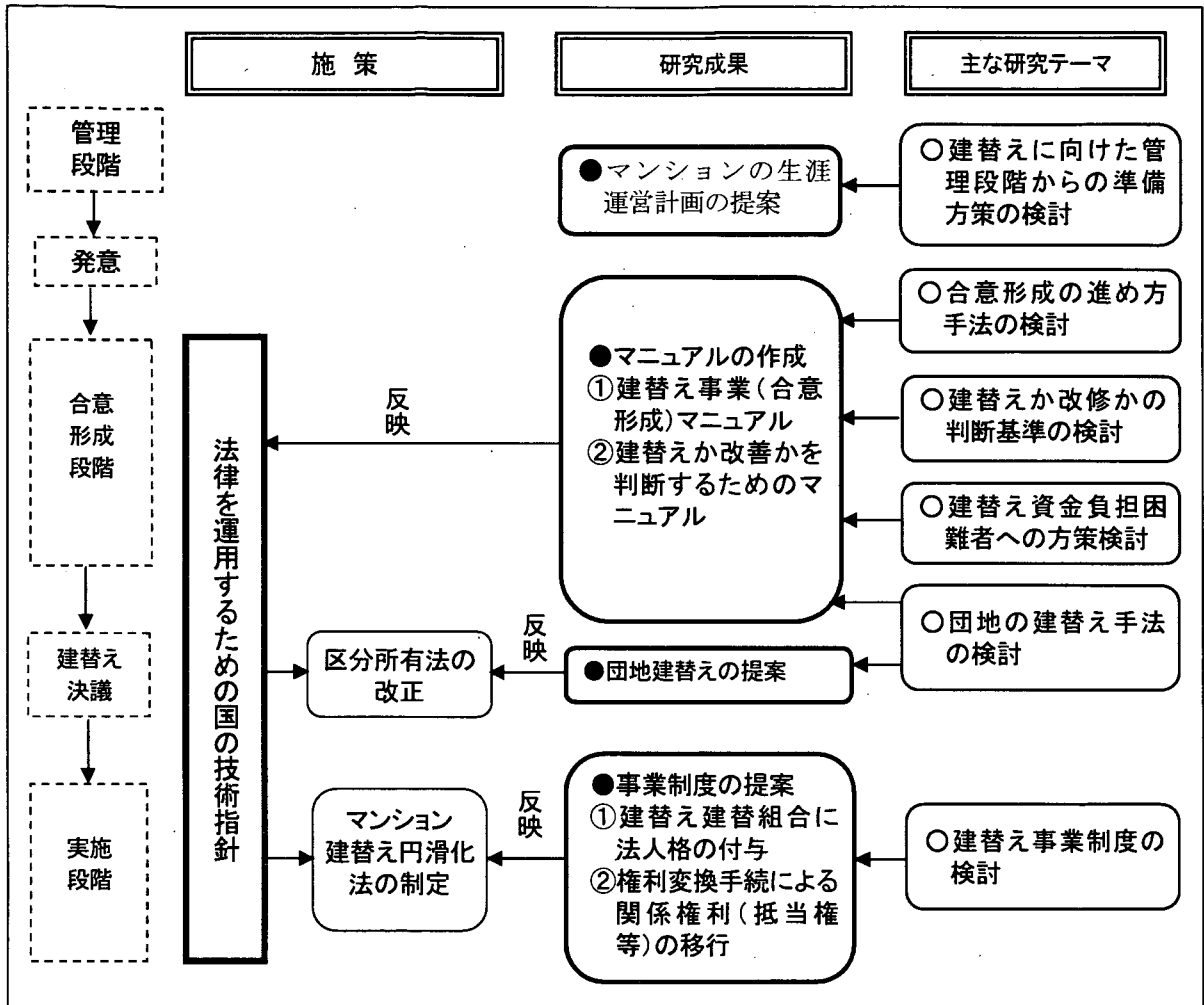 施 策
研究成果
主な研究テーマ
管理
段階
発意
合意
形成
段階
建替え
決議
実施
段階
法律を運用するための国の技術指針
●マンションの生涯
運営計画の提案
○建替えに向けた管
理段階からの準備
方策の検討
反映
●マニュアルの作成
①建替え事業(合意
形成)マニュアル
②建替えか改善かを
判断するためのマ
ニュアル
○合意形成の進め方
手法の検討
○建替えか改修かの
判断基準の検討
○建替え資金負担困
難者への方策検討
○団地の建替え手法
の検討
区分所有法の
改正
反映
●団地建替えの提案
マンション
建替え円滑化
法の制定
反映
●事業制度の提案
①建替え建替組合に
法人格の付与
②権利変換手続による
関係権利(抵当権
等)の移行
○建替え事業制度の
検討